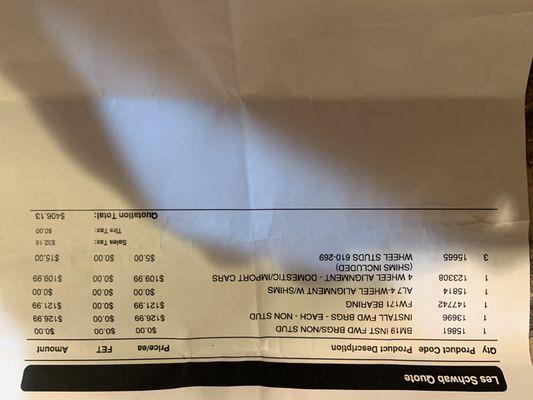 Les Schwab Quote
Qty Product Code Product Description Price/ea FET Amount
1 15861 BM19 INST FWD BRGS/NON STUD $0.00 $0.00 $0.00
1 13696 INSTALL FWD BRGS - EACH - NON STUD $126.99 $0.00 $126.99
1 147742 FW171 BEARING $121.99 $0.00 $121.99
1 15814 AL7 4-WHEEL ALIGNMENT W/SHIMS $0.00 $0.00 $0.00
1 123308 4 WHEEL ALIGNMENT - DOMESTIC/IMPORT CARS $109.99 $0.00 $109.99
(SHIMS INCLUDED)
3 15665 WHEEL STUDS 610-269 $5.00 $0.00 $15.00
Sales Tax: $32.16
Tire Tax: $0.00
Quotation Total: $406.13